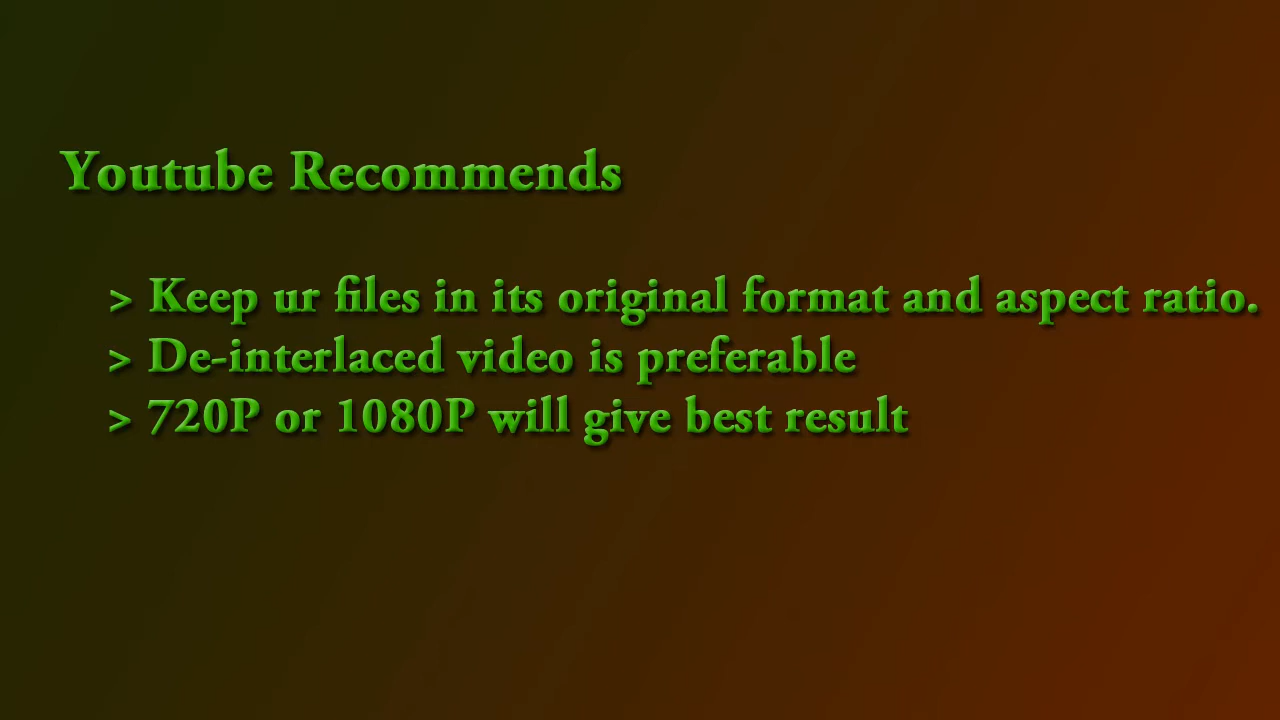 Youtube Recommends
> Keep ur files in its original format and aspect ratio.
> De-interlaced video is preferable
> 720P or 1080P will give best result